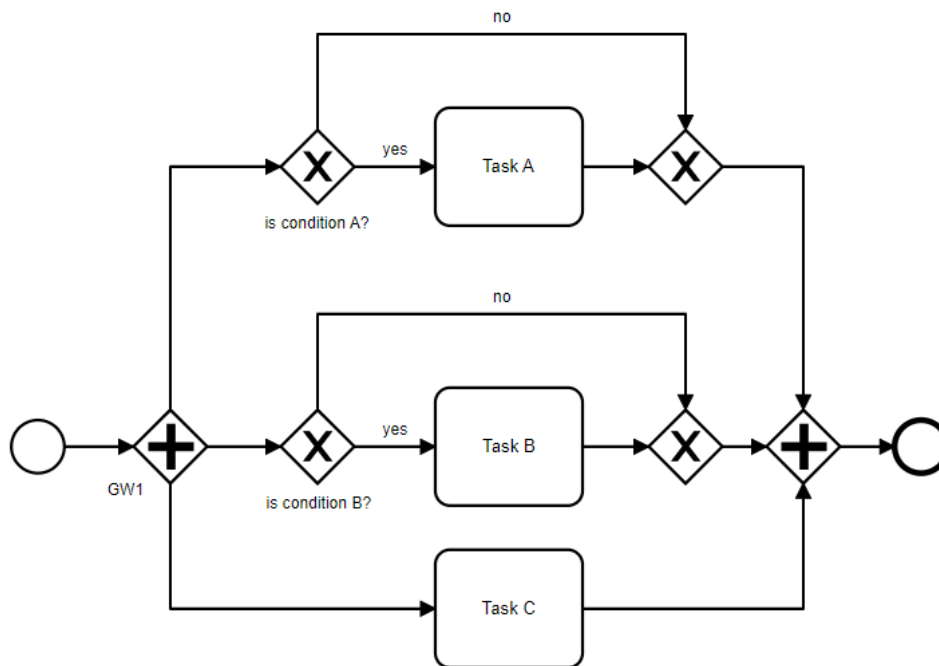 no
yes
Task A
is condition A?
no
yes
Task B
GW1
is condition B?
Task C